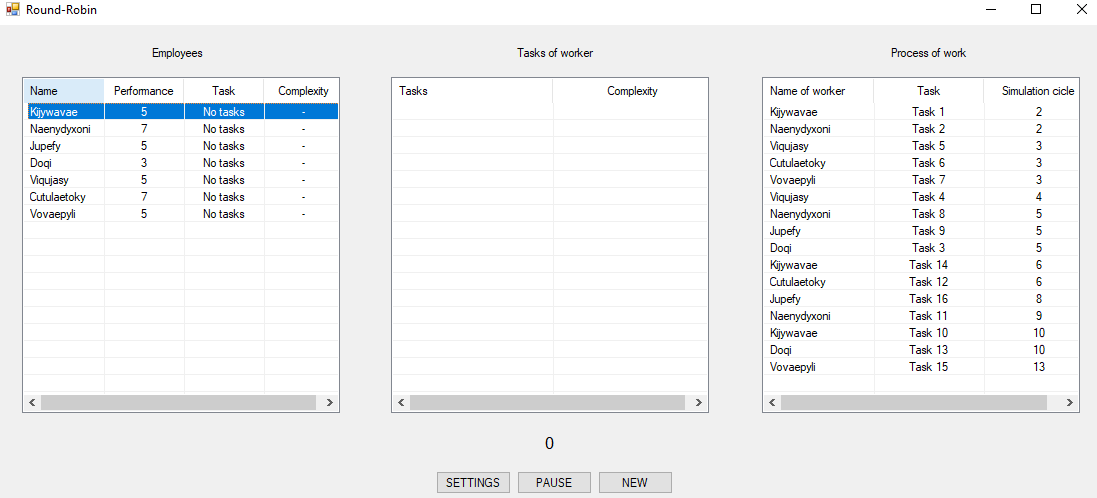 Round-Robin
Employees
Name Perfomance Task Complexity
Kijywavae 5 No tasks -
Naenydyxoni 7 No tasks -
Jupefy 5 No tasks -
Doqi 3 No tasks -
Viqujasy 5 No tasks -
Cutulaetoky 7 No tasks -
Vovaepyli 5 No tasks -
Tasks of worker
Tasks Complexity
Process of work
Name of worker Task Simulation cicle
Kijywavae Task 1 2
Naenydyxoni Task 2 2
Viqujasy Task 5 3
Cutulaetoky Task 6 3
Vovaepyli Task 7 3
Viqujasy Task 4 4
Naenydyxoni Task 8 5
Jupefy Task 9 5
Doqi Task 3 5
Kijywavae Task 14 6
Cutulaetoky Task 12 6
Jupefy Task 16 8
Naenydyxoni Task 11 9
Kijywavae Task 10 10
Doqi Task 13 10
Vovaepyli Task 15 13
0
SETTINGS PAUSE NEW